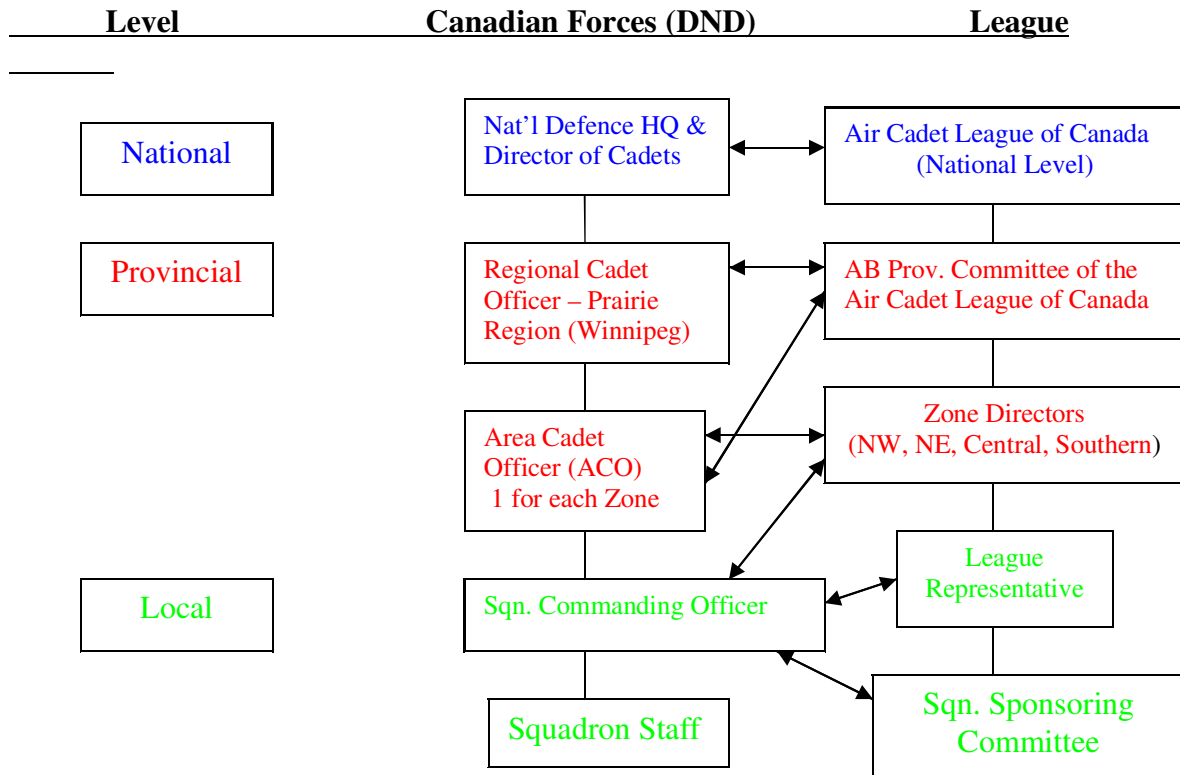 Level Canadian Forces (DND) League
National
Nat’l Defence HQ &
Director of Cadets
Air Cadet League of Canada
(National Level)
Provincial
Regional Cadet
Officer – Prairie
Region (Winnipeg)
AB Prov. Committee of the
Air Cadet League of Canada
Area Cadet
Officer (ACO)
1 for each Zone
Zone Directors
(NW, NE, Central, Southern)
Local
Sqn. Commanding Officer
League
Representative
Squadron Staff
Sqn. Sponsoring
Committee